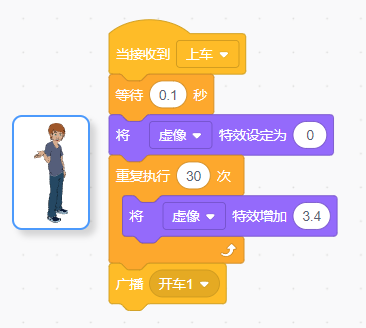 当接收到 上车
等待 0.1 秒
将 虚像 特效设定为 0
重复执行 30 次
将 虚像 特效增加 3.4
广播 开车1